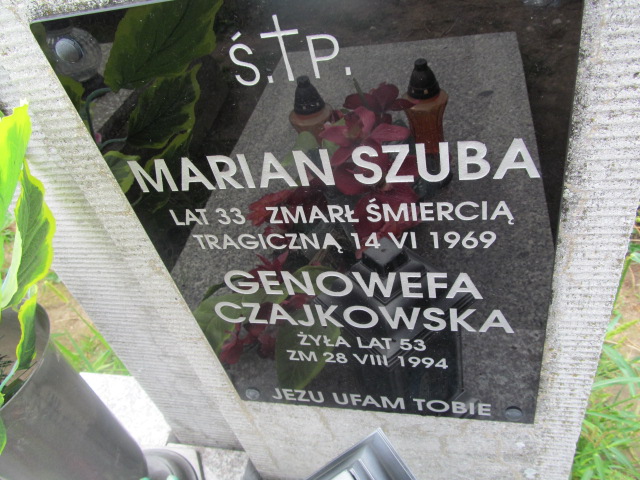 Ś.†P.
MARIAN SZUBA
LAT 33 ZMARŁ ŚMIERCIĄ
TRAGICZNĄ 14 VI 1969
GENOWEFA
CZAJKOWSKA
ŻYŁA LAT 53
ZM 28 VIII 1994
JEZU UFAM TOBIE